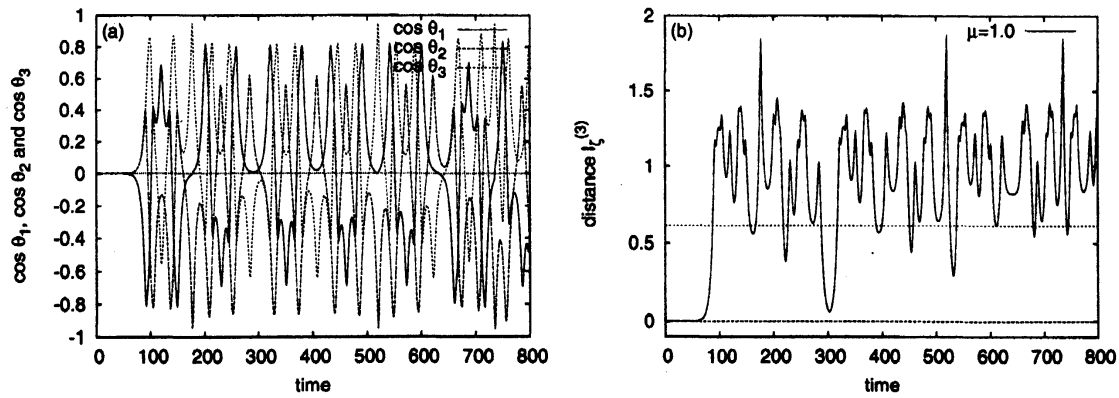 (a)
cos θ1
cos θ2
cos θ3
1
0.8
0.6
0.4
0.2
0
-0.2
-0.4
-0.6
-0.8
-1
cos θ1, cos θ2 and cos θ3
0 100 200 300 400 500 600 700 800
time
(b)
μ=1.0
2
1.5
1
0.5
0
distance lζ(3)
0 100 200 300 400 500 600 700 800
time